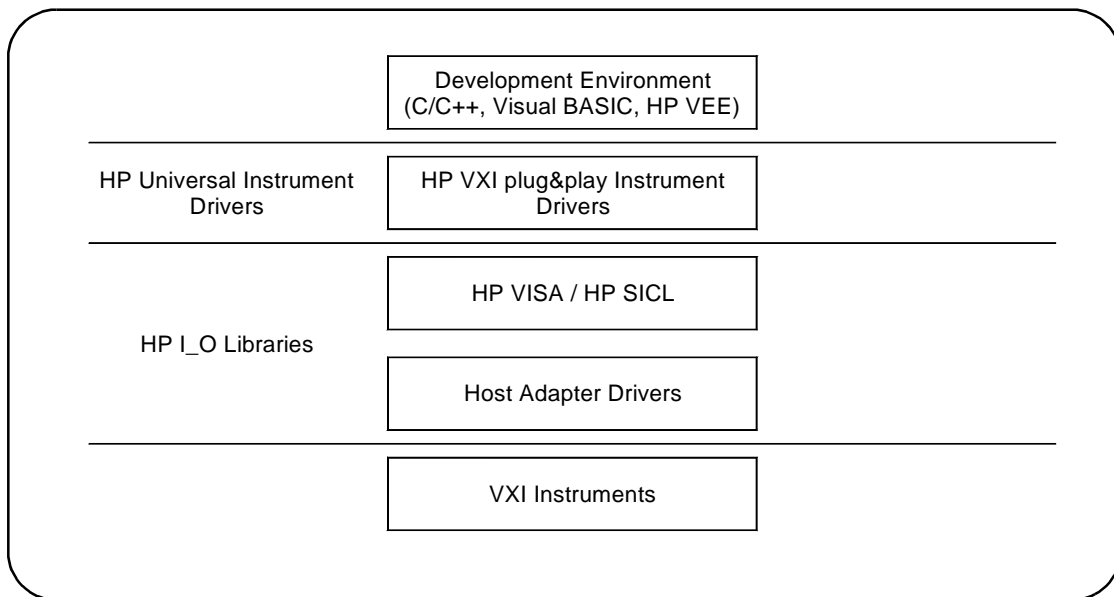 Development Environment
(C/C++, Visual BASIC, HP VEE)
HP Universal Instrument
Drivers
HP VXI plug&play Instrument
Drivers
HP VISA / HP SICL
HP I_O Libraries
Host Adapter Drivers
VXI Instruments